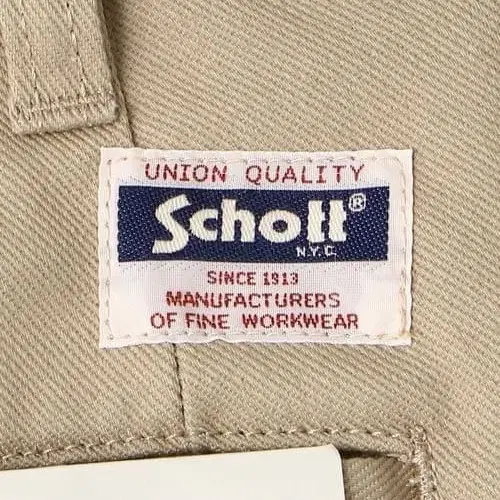 UNION QUALITY
Schott®
N.Y.C.
SINCE 1913
MANUFACTURERS
OF FINE WORKWEAR